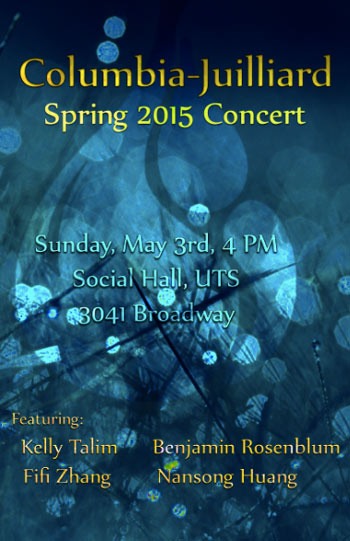 Columbia-Juilliard
Spring 2015 Concert
Sunday, May 3rd, 4 PM
Social Hall, UTS
3041 Broadway
Featuring:
Kelly Talim Benjamin Rosenblum
Fifi Zhang Nansong Huang